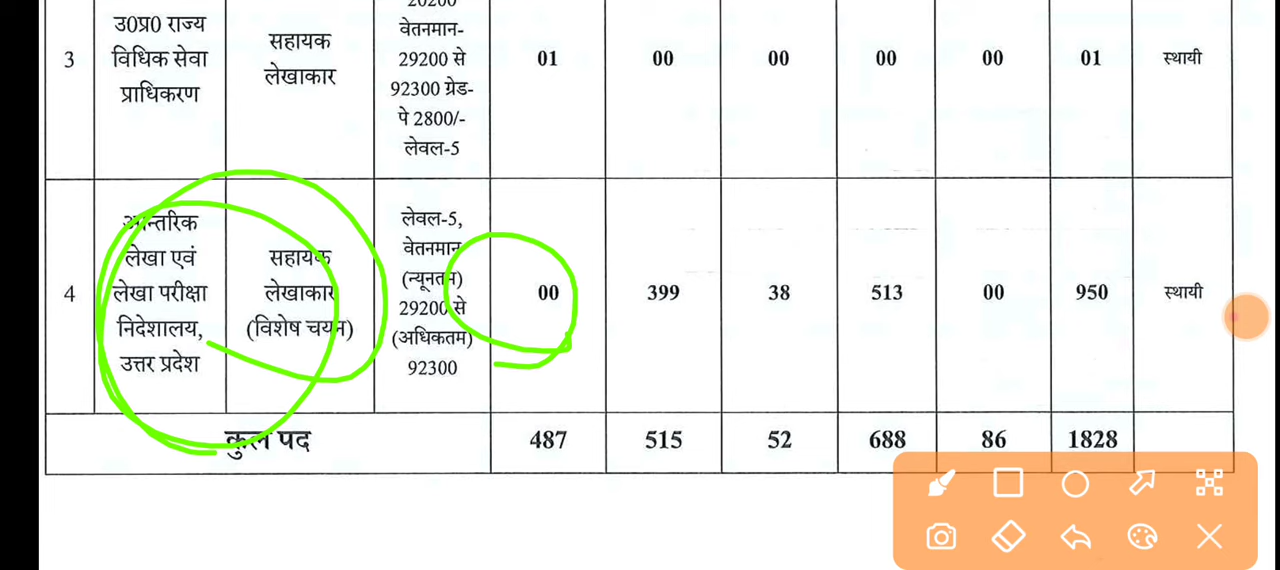 20200
3 उ0प्र0 राज्य विधिक सेवा प्राधिकरण सहायक लेखाकार वेतनमान- 29200 से 92300 ग्रेड- पे 2800/- लेवल-5 01 00 00 00 00 01 स्थायी
4 आन्तरिक लेखा एवं लेखा परीक्षा निदेशालय, उत्तर प्रदेश सहायक लेखाकार (विशेष चयन) लेवल-5, वेतनमान (न्यूनतम) 29200 से (अधिकतम) 92300 00 399 38 513 00 950 स्थायी
कुल पद 487 515 52 688 86 1828